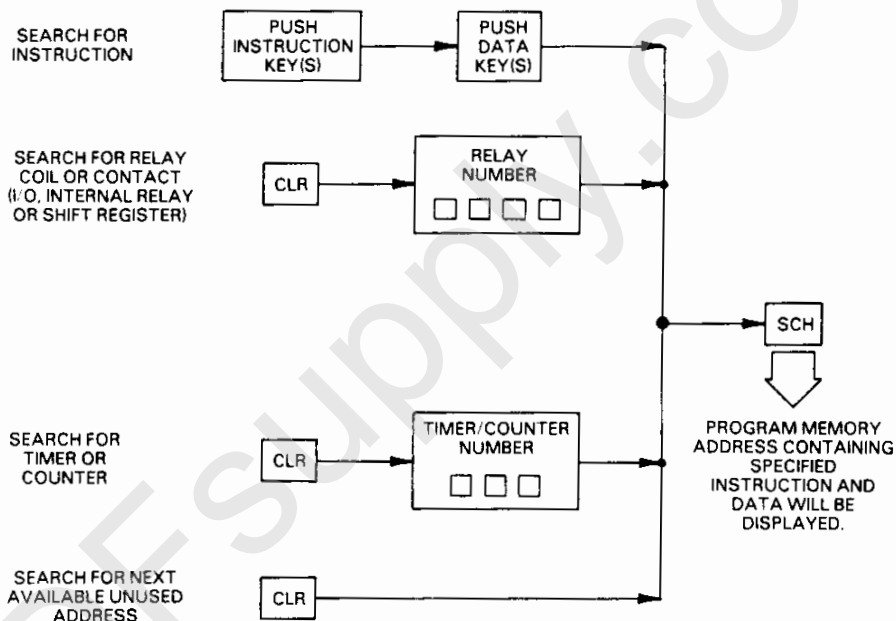 SEARCH FOR
INSTRUCTION
PUSH
INSTRUCTION
KEY(S)
PUSH
DATA
KEY(S)
SEARCH FOR RELAY
COIL OR CONTACT
(I/O, INTERNAL RELAY
OR SHIFT REGISTER)
CLR
RELAY
NUMBER
SCH
PROGRAM MEMORY
ADDRESS CONTAINING
SPECIFIED
INSTRUCTION AND
DATA WILL BE
DISPLAYED.
SEARCH FOR
TIMER OR
COUNTER
CLR
TIMER/COUNTER
NUMBER
SEARCH FOR NEXT
AVAILABLE UNUSED
ADDRESS
CLR